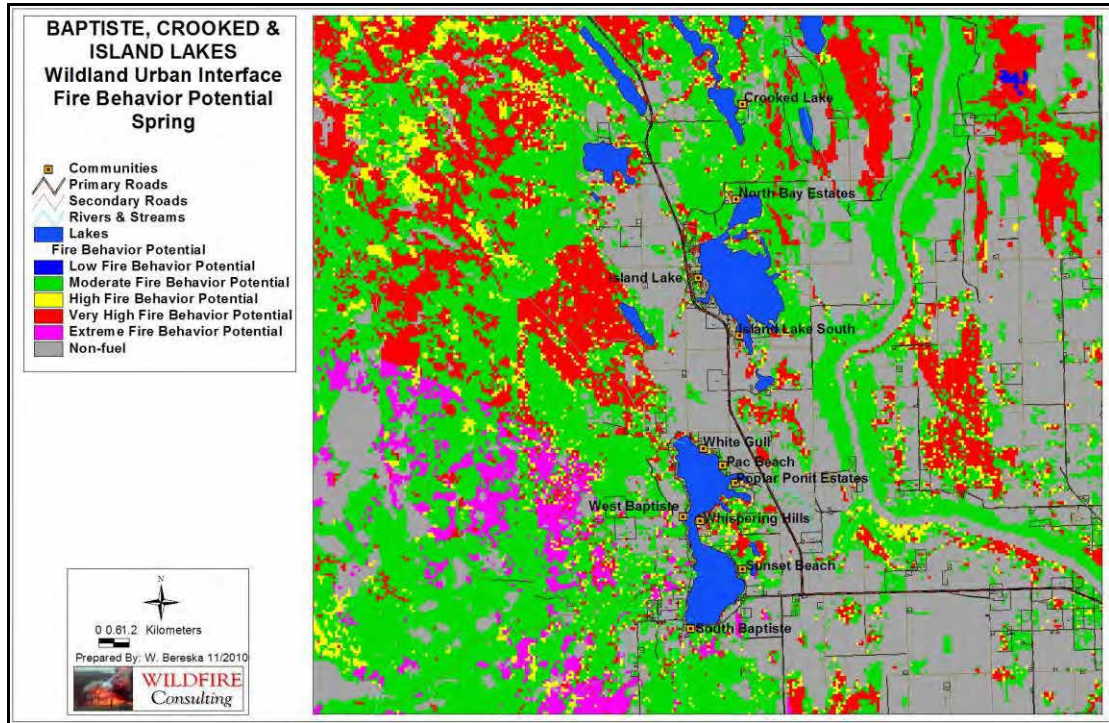 BAPTISTE, CROOKED &
ISLAND LAKES
Wildland Urban Interface
Fire Behavior Potential
Spring
Communities
Primary Roads
Secondary Roads
Rivers & Streams
Lakes
Fire Behavior Potential
Low Fire Behavior Potential
Moderate Fire Behavior Potential
High Fire Behavior Potential
Very High Fire Behavior Potential
Extreme Fire Behavior Potential
Non-fuel
N
0 0.61.2 Kilometers
Prepared By: W. Bereska 11/2010
WILDFIRE
Consulting
Crooked Lake
North Bay Estates
Island Lake
Island Lake South
White Gull
Pac Beach
Poplar Ponit Estates
West Baptiste
Whispering Hills
Sunset Beach
South Baptiste